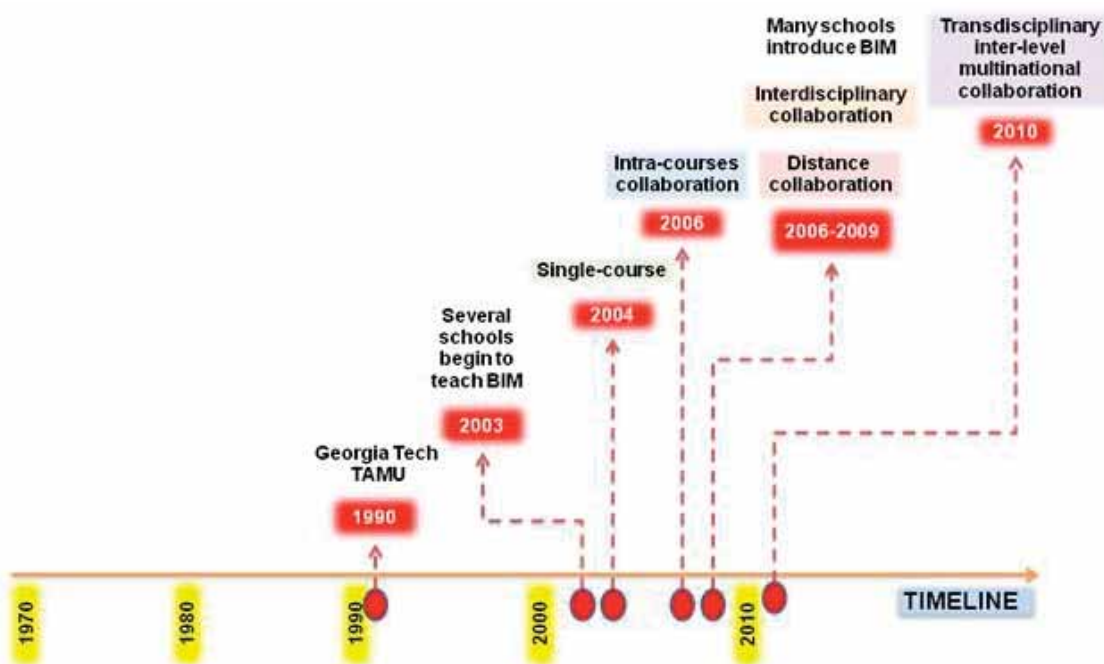 Many schools
introduce BIM
Transdisciplinary
inter-level
multinational
collaboration
2010
Interdisciplinary
collaboration
Intra-courses
collaboration
2006
Distance
collaboration
2006-2009
Single-course
2004
Several
schools
begin to
teach BIM
2003
Georgia Tech
TAMU
1990
1970
1980
1990
2000
2010
TIMELINE